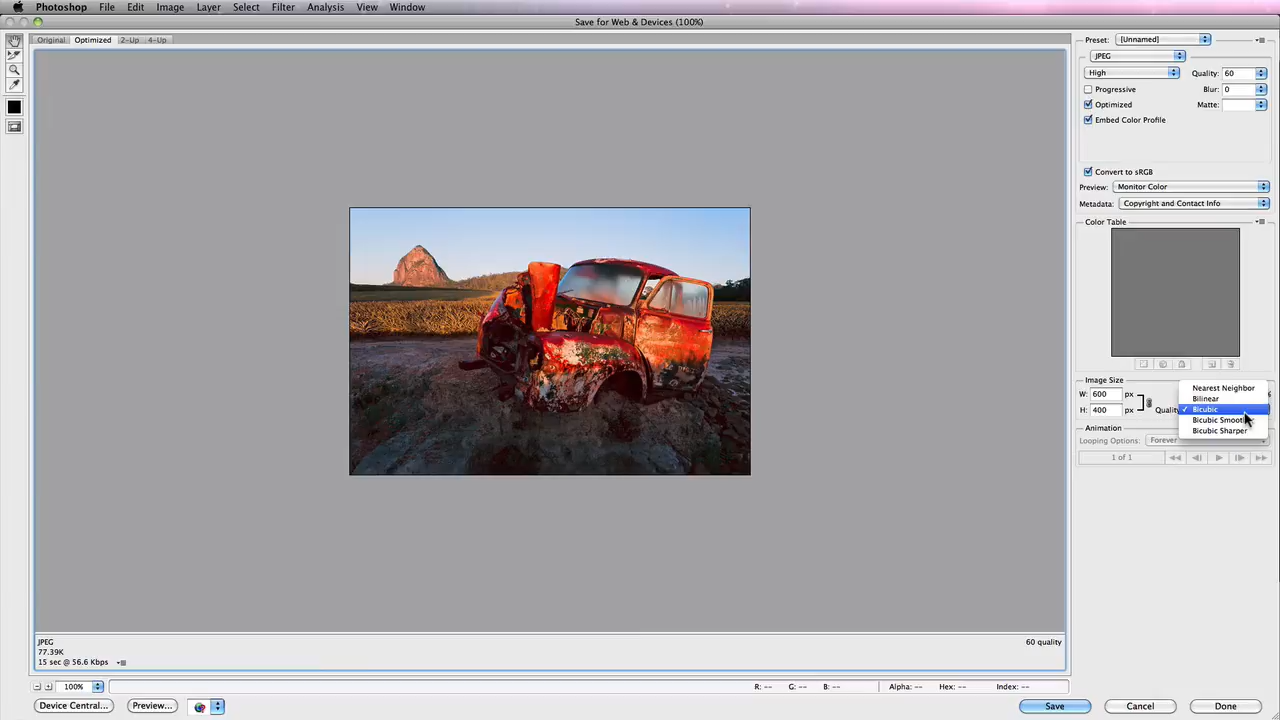 Photoshop File Edit Image Layer Select Filter Analysis View Window
Save for Web & Devices (100%)
Original Optimized 2-Up 4-Up
Preset: [Unnamed]
JPEG
High Quality: 60
Progressive Blur: 0
Optimized Matte:
Embed Color Profile
Convert to sRGB
Preview: Monitor Color
Metadata: Copyright and Contact Info
Color Table
Image Size
W: 600 px
H: 400 px
Quality
%
Nearest Neighbor
Bilinear
✓ Bicubic
Bicubic
Bicubic Sharper
Animation
Looping Options: Forever
1 of 1
JPEG
77.39K
15 sec @ 56.6 Kbps
60 quality
100% R: -- G: -- B: -- Alpha: -- Hex: -- Index: --
Device Central... Preview... Save Cancel Done